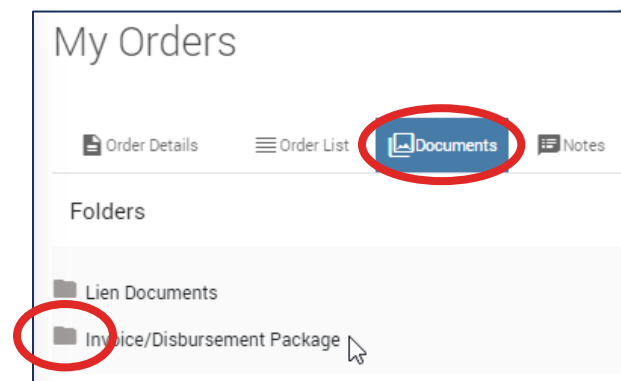 My Orders
Order Details Order List Documents Notes
Folders
Lien Documents
Invoice/Disbursement Package